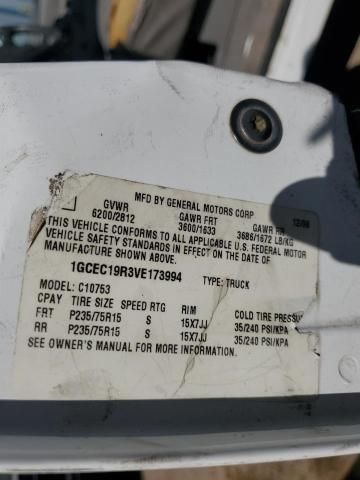 MFD BY GENERAL MOTORS CORP 12/96
GVWR GAWR FRT GAWR RR
6200/2812 3600/1633 3686/1672 LB/KG
THIS VEHICLE CONFORMS TO ALL APPLICABLE U.S. FEDERAL MOTOR
VEHICLE SAFETY STANDARDS IN EFFECT ON THE DATE OF
MANUFACTURE SHOWN ABOVE.
1GCEC19R3VE173994 TYPE: TRUCK
MODEL: C10753
CPAY TIRE SIZE SPEED RTG RIM COLD TIRE PRESSURE
FRT P235/75R15 S 15X7JJ 35/240 PSI/KPA
RR P235/75R15 S 15X7JJ 35/240 PSI/KPA
SEE OWNER'S MANUAL FOR MORE INFORMATION.